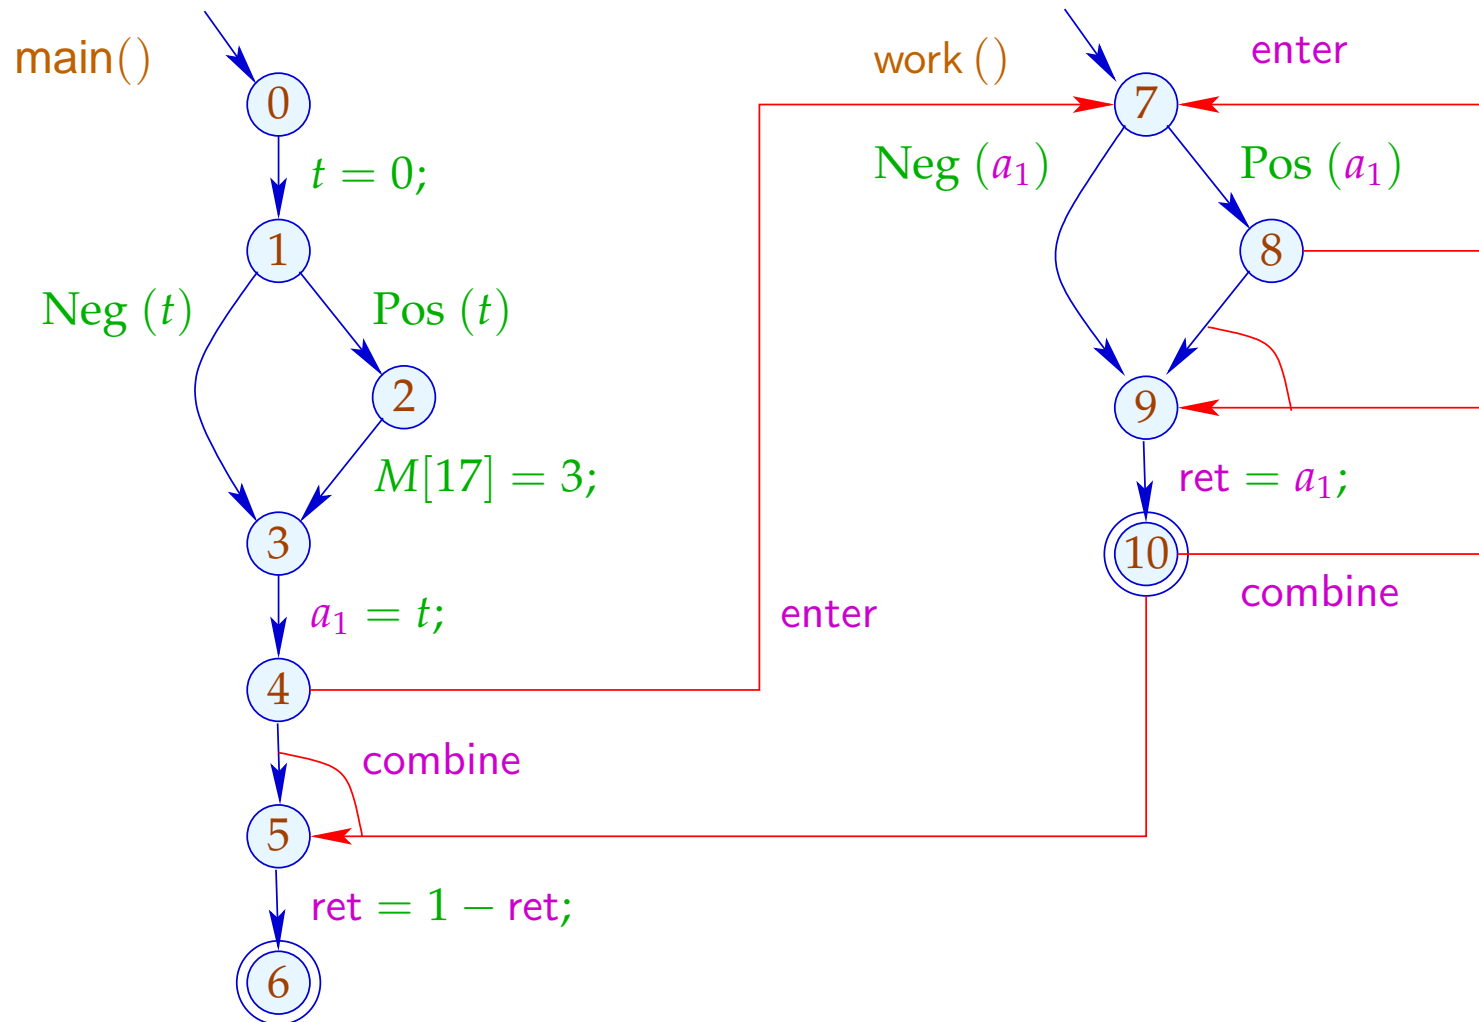 main()
0
t = 0;
1
Neg (t)
Pos (t)
2
M[17] = 3;
3
a₁ = t;
4
enter
combine
5
ret = 1 − ret;
6
work ()
enter
7
Neg (a₁)
Pos (a₁)
8
9
ret = a₁;
10
combine